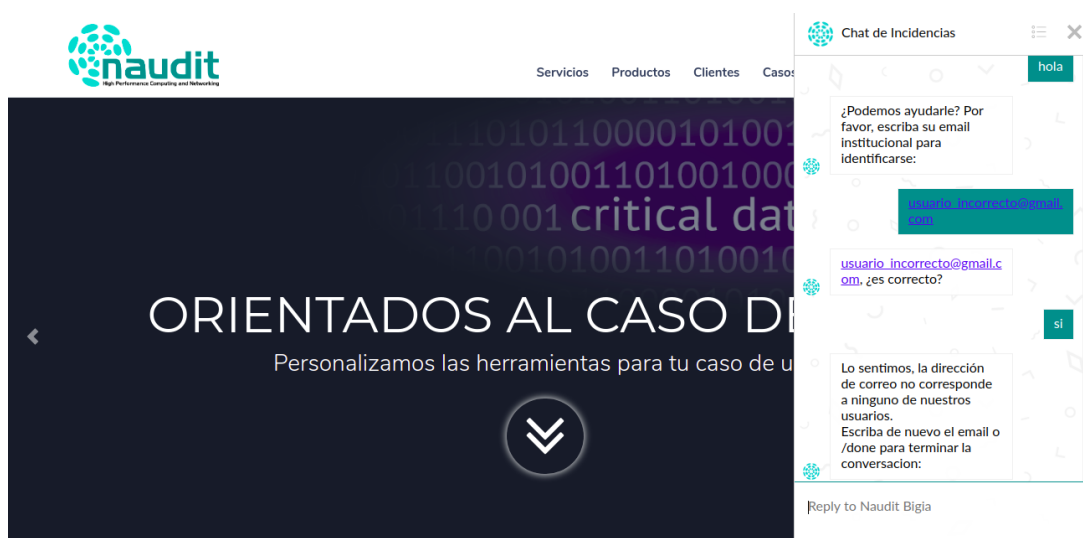 naudit
High Performance Computing and Networking
Servicios Productos Clientes Casos
critical dat
ORIENTADOS AL CASO DE
Personalizamos las herramientas para tu caso de u
Chat de Incidencias
hola
¿Podemos ayudarle? Por
favor, escriba su email
institucional para
identificarse:
usuario_incorrecto@gmail.
com
usuario_incorrecto@gmail.c
om, ¿es correcto?
si
Lo sentimos, la dirección
de correo no corresponde
a ninguno de nuestros
usuarios.
Escriba de nuevo el email o
/done para terminar la
conversacion:
Reply to Naudit Bigia